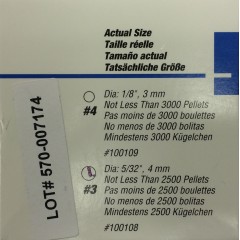 Actual Size
Taille réelle
Tamaño actual
Tatsächliche Größe
Dia: 1/8", 3 mm
#4 Not Less Than 3000 Pellets
Pas moins de 3000 boulettes
No menos de 3000 bolitas
Mindestens 3000 Kügelchen
#100109
Dia: 5/32", 4 mm
#3 Not Less Than 2500 Pellets
Pas moins de 2500 boulettes
No menos de 2500 bolitas
Mindestens 2500 Kügelchen
#100108
LOT# 570-007174